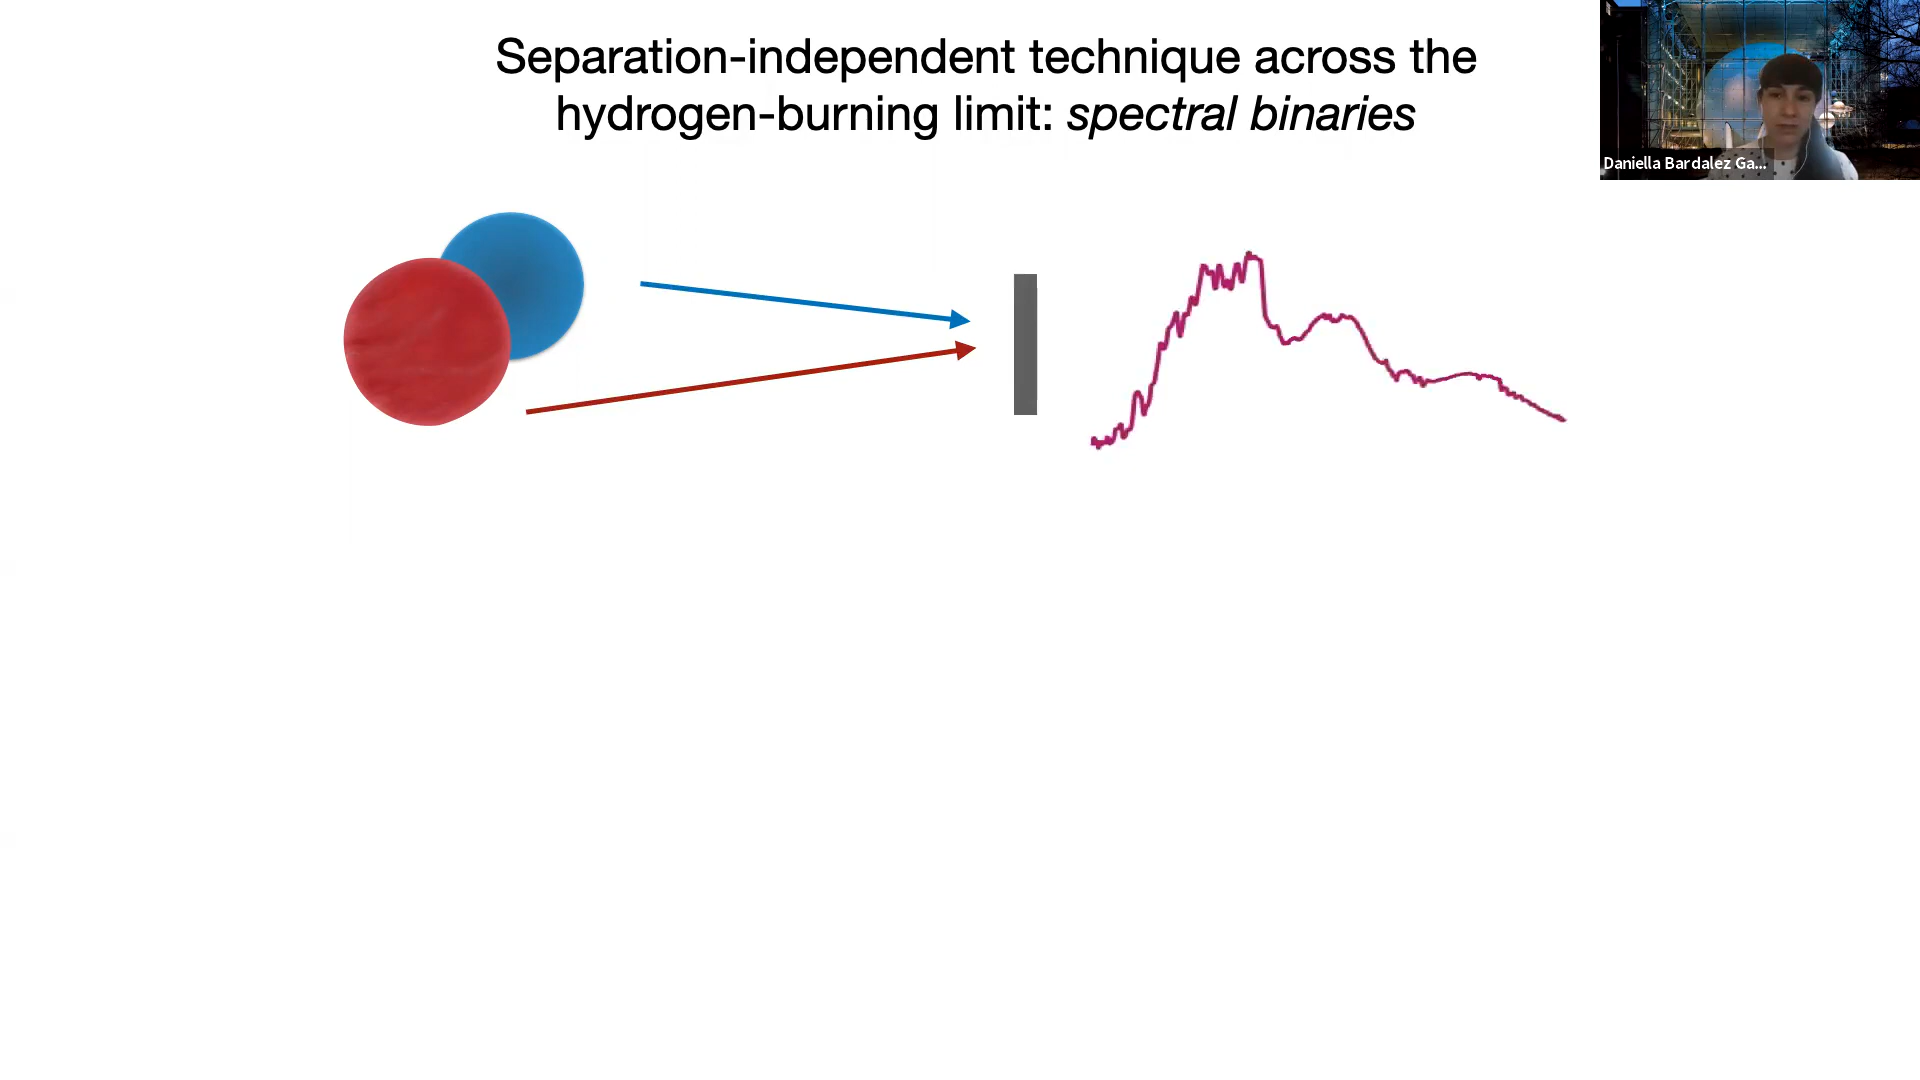 Separation-independent technique across the
hydrogen-burning limit: spectral binaries
Daniella Bardalez Ga...